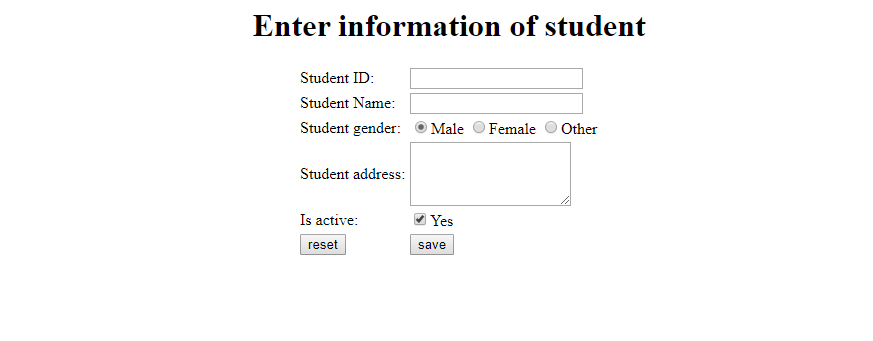 Enter information of student
Student ID:
Student Name:
Student gender: Male Female Other
Student address:
Is active: Yes
reset save